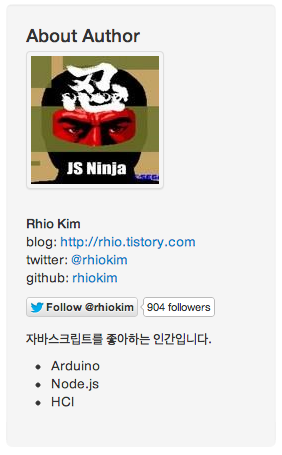 About Author
忍
JS Ninja
SEGA
Rhio Kim
blog: http://rhio.tistory.com
twitter: @rhiokim
github: rhiokim
Follow @rhiokim 904 followers
자바스크립트를 좋아하는 인간입니다.
Arduino
Node.js
HCI